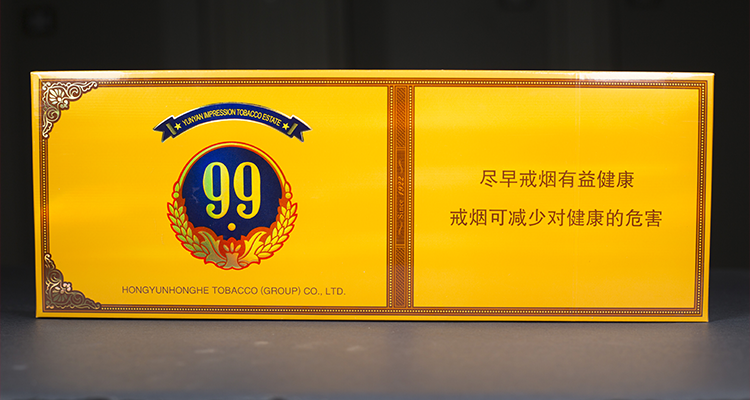 YUNYAN IMPRESSION TOBACCO ESTATE
99
HONGYUNHONGHE TOBACCO (GROUP) CO., LTD.
尽早戒烟有益健康
戒烟可减少对健康的危害